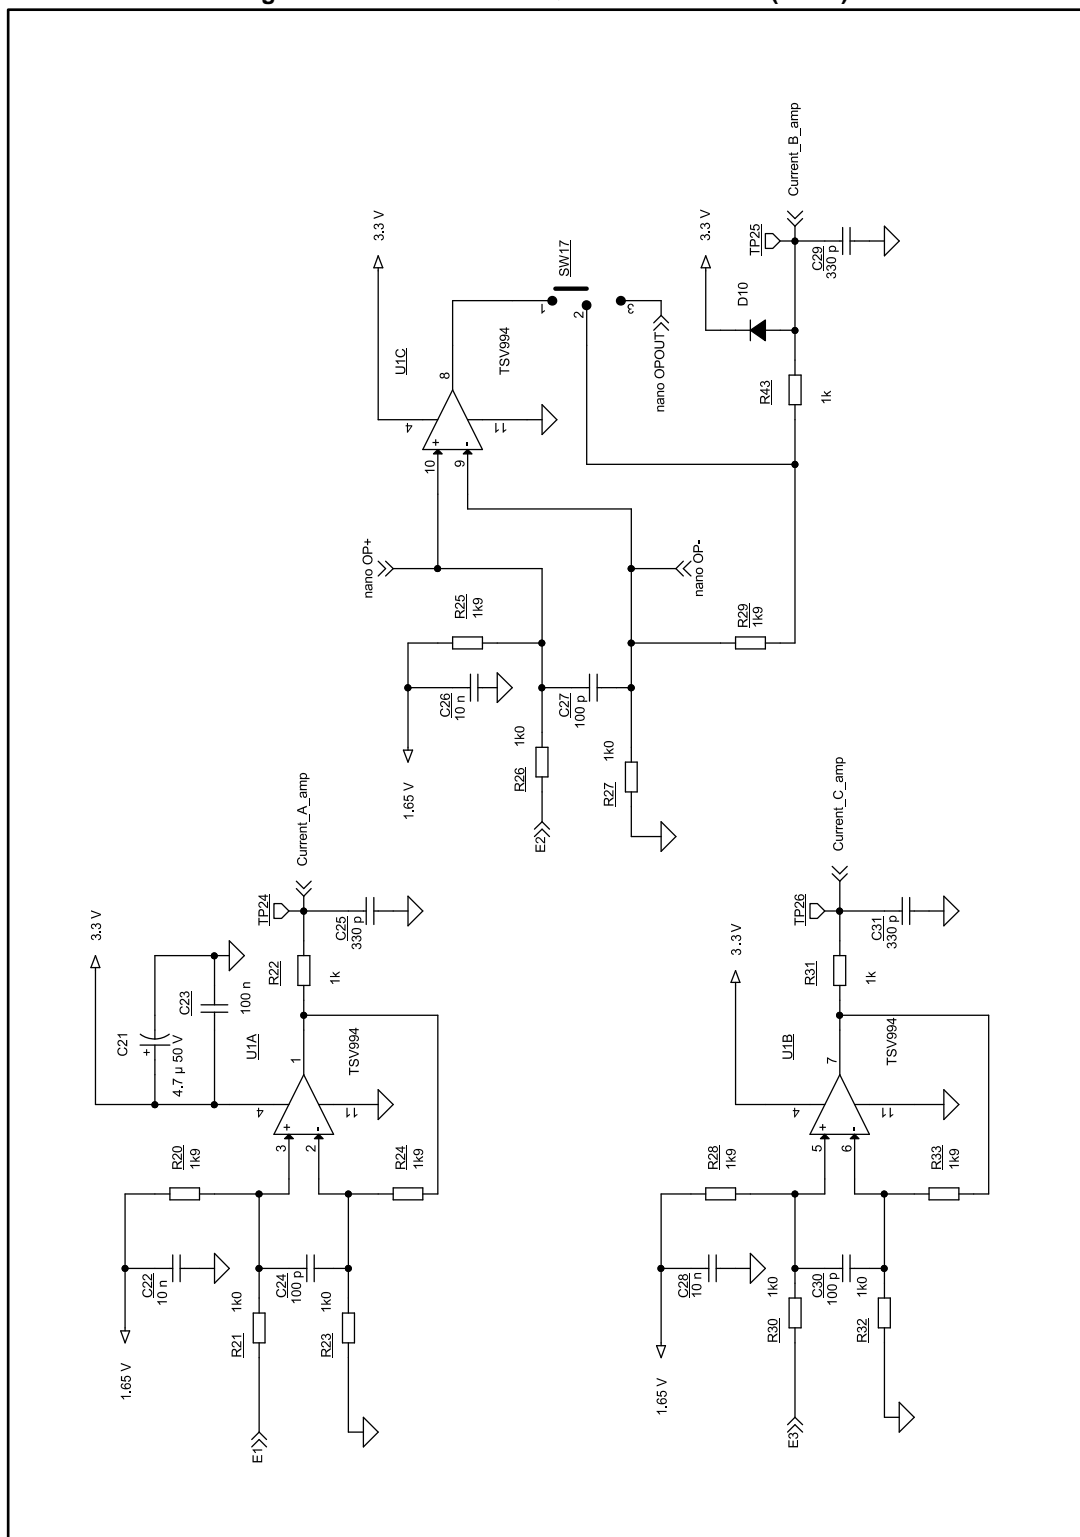 3.3 V
C21
4.7 µ 50 V
C23
100 n
U1A
TSV994
4
11
3
2
1
+
-
R20
1k9
R24
1k9
1.65 V
C22
10 n
R21
1k0
C24
100 p
R23
1k0
E1
R22
1k
TP24
C25
330 p
Current_A_amp
3.3 V
U1B
TSV994
4
11
5
6
7
+
-
R28
1k9
R33
1k9
1.65 V
C28
10 n
R30
1k0
C30
100 p
R32
1k0
E3
R31
1k
TP26
C31
330 p
Current_C_amp
3.3 V
U1C
TSV994
4
11
10
9
8
+
-
SW17
1
2
3
nano OPOUT
nano OP+
nano OP-
R25
1k9
1.65 V
C26
10 n
R26
1k0
C27
100 p
R27
1k0
E2
R29
1k9
R43
1k
D10
3.3 V
TP25
C29
330 p
Current_B_amp